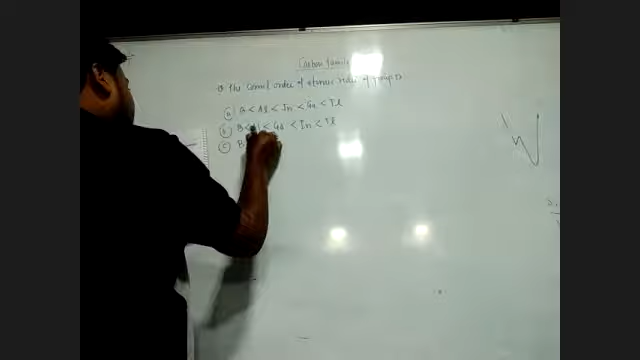 Carbon family
Q The correct order of atomic radii of group 13
(a) B < Al < In < Ga < Tl
(b) B < Al < Ga < In < Tl
(c) B